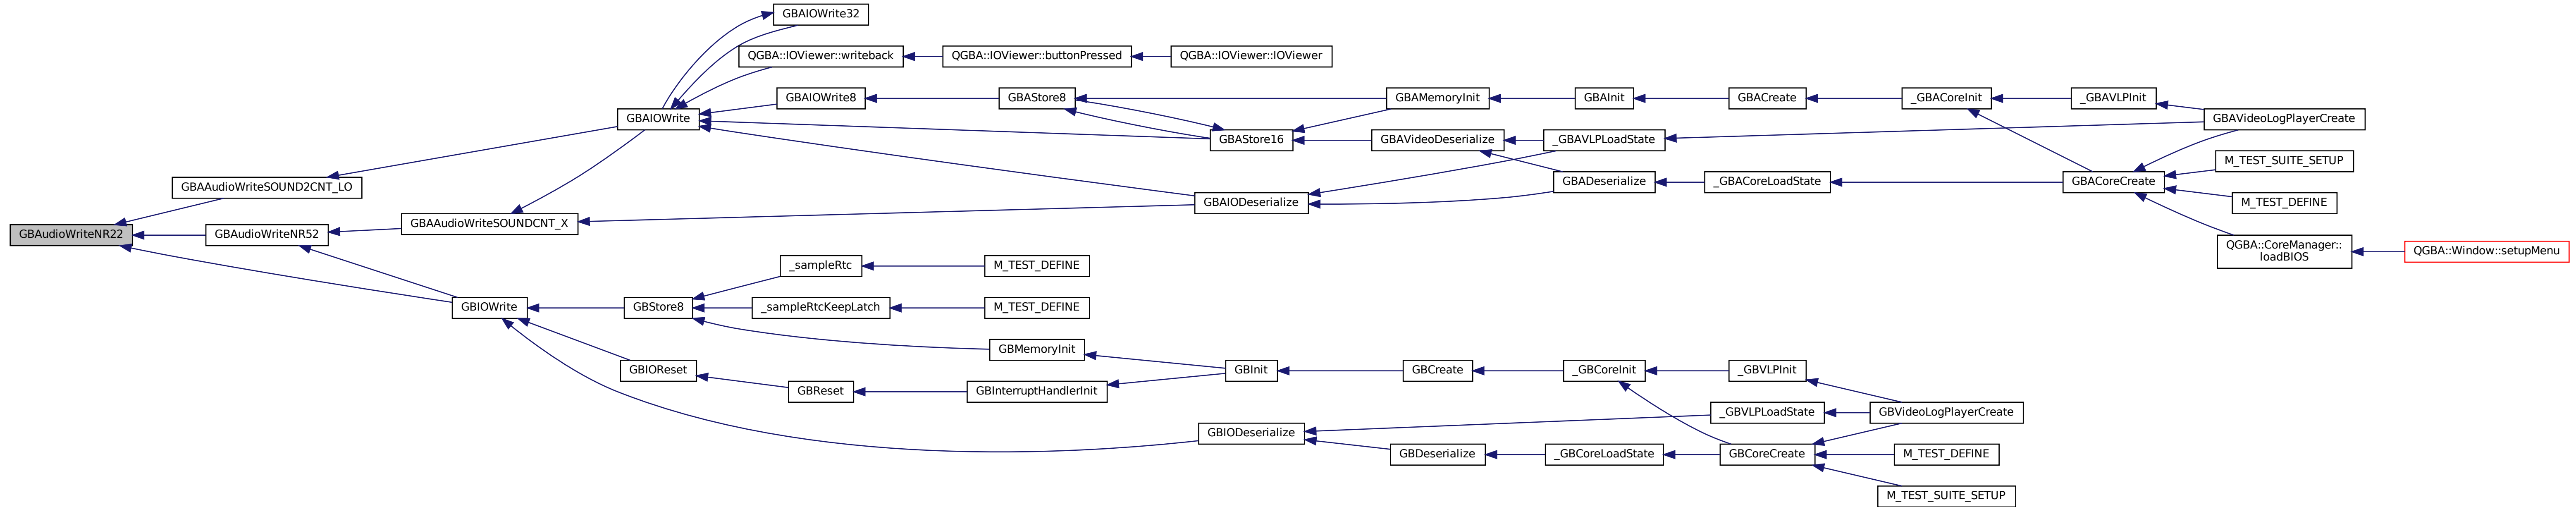 GBAIOWrite32
QGBA::IOViewer::writeback
QGBA::IOViewer::buttonPressed
QGBA::IOViewer::IOViewer
GBAIOWrite8
GBAStore8
GBAMemoryInit
GBAInit
GBACreate
_GBACoreInit
_GBAVLPInit
GBAIOWrite
GBAVideoLogPlayerCreate
GBAStore16
GBAVideoDeserialize
_GBAVLPLoadState
M_TEST_SUITE_SETUP
GBAAudioWriteSOUND2CNT_LO
GBADeserialize
_GBACoreLoadState
GBACoreCreate
GBAIODeserialize
M_TEST_DEFINE
GBAAudioWriteSOUNDCNT_X
GBAudioWriteNR22
GBAudioWriteNR52
QGBA::CoreManager::
loadBIOS
QGBA::Window::setupMenu
_sampleRtc
M_TEST_DEFINE
GBIOWrite
GBStore8
_sampleRtcKeepLatch
M_TEST_DEFINE
GBMemoryInit
GBIOReset
GBInit
GBCreate
_GBCoreInit
_GBVLPInit
GBReset
GBInterruptHandlerInit
_GBVLPLoadState
GBVideoLogPlayerCreate
GBIODeserialize
GBDeserialize
_GBCoreLoadState
GBCoreCreate
M_TEST_DEFINE
M_TEST_SUITE_SETUP